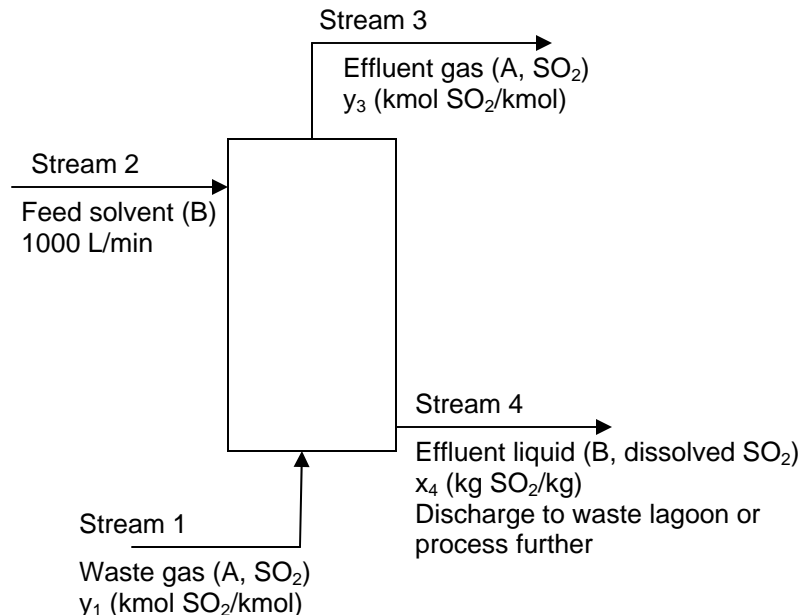 Stream 3
Effluent gas (A, SO₂)
y₃ (kmol SO₂/kmol)
Stream 2
Feed solvent (B)
1000 L/min
Stream 4
Effluent liquid (B, dissolved SO₂)
x₄ (kg SO₂/kg)
Discharge to waste lagoon or
process further
Stream 1
Waste gas (A, SO₂)
y₁ (kmol SO₂/kmol)